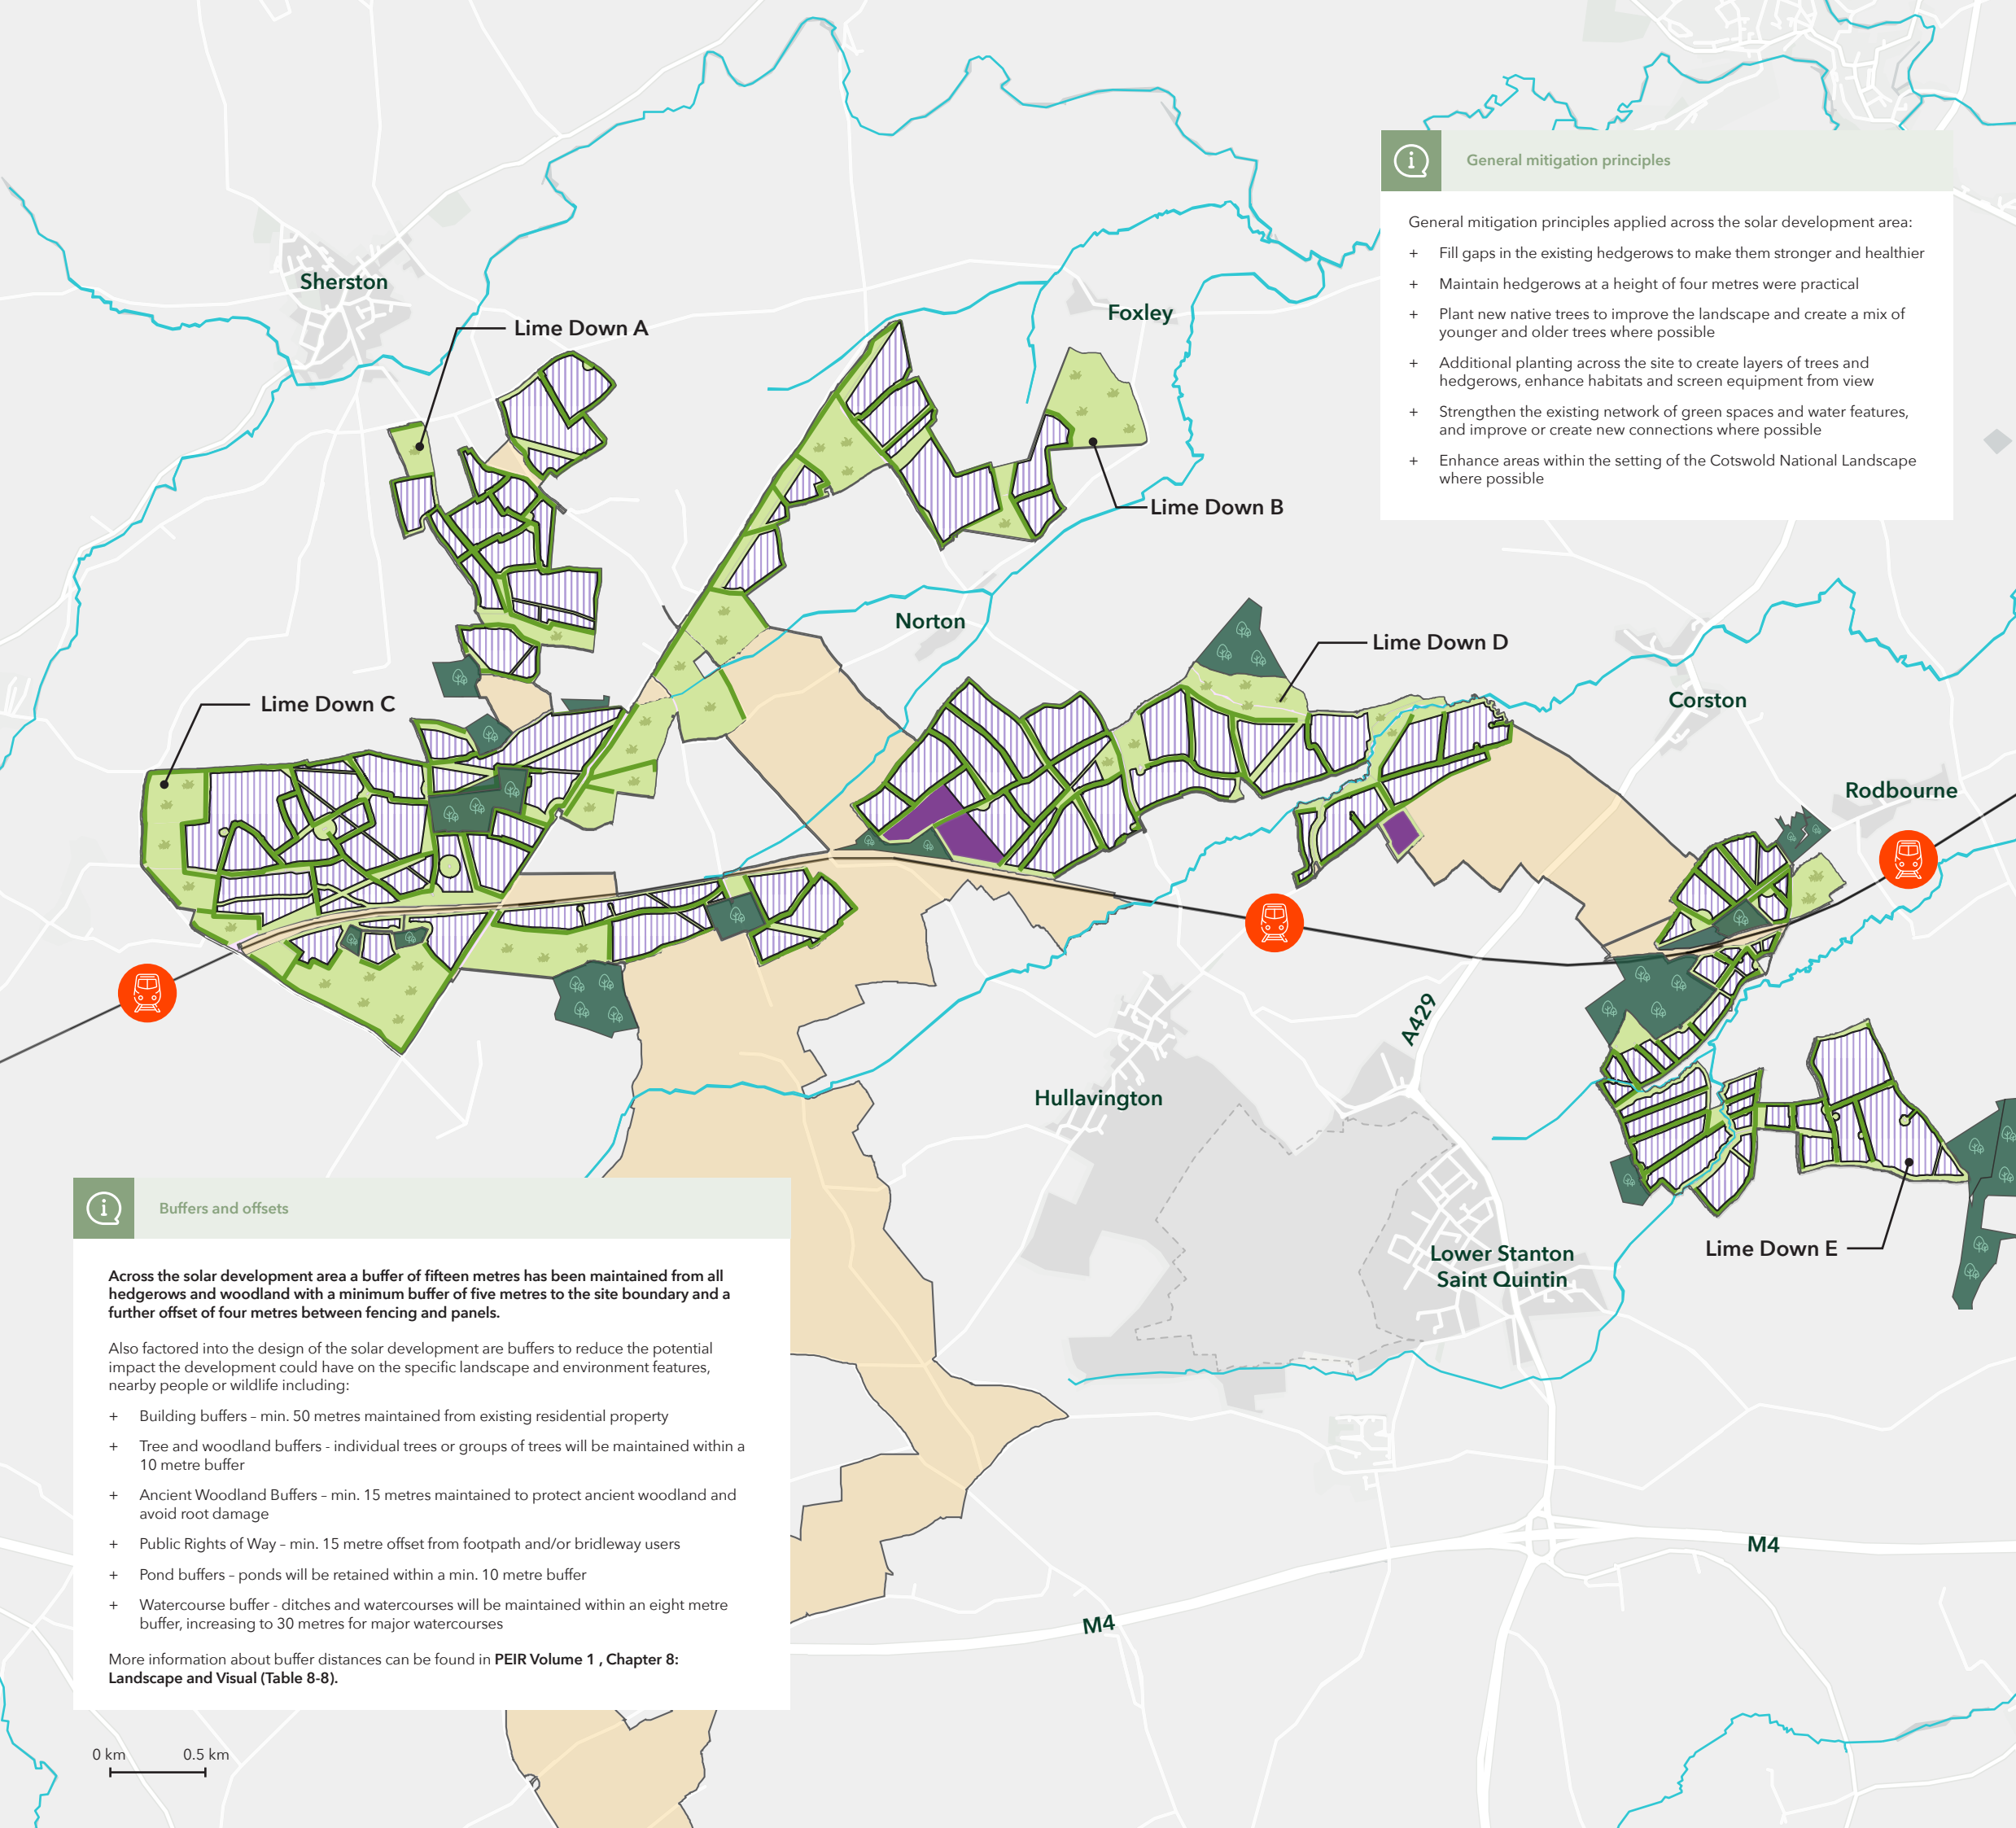 General mitigation principles
General mitigation principles applied across the solar development area:
+ Fill gaps in the existing hedgerows to make them stronger and healthier
+ Maintain hedgerows at a height of four metres were practical
+ Plant new native trees to improve the landscape and create a mix of
younger and older trees where possible
+ Additional planting across the site to create layers of trees and
hedgerows, enhance habitats and screen equipment from view
+ Strengthen the existing network of green spaces and water features,
and improve or create new connections where possible
+ Enhance areas within the setting of the Cotswold National Landscape
where possible
Sherston
Foxley
Lime Down A
Lime Down B
Norton
Lime Down D
Lime Down C
Corston
Rodbourne
A429
Hullavington
Lower Stanton
Saint Quintin
Lime Down E
M4
M4
Buffers and offsets
Across the solar development area a buffer of fifteen metres has been maintained from all
hedgerows and woodland with a minimum buffer of five metres to the site boundary and a
further offset of four metres between fencing and panels.
Also factored into the design of the solar development are buffers to reduce the potential
impact the development could have on the specific landscape and environment features,
nearby people or wildlife including:
+ Building buffers – min. 50 metres maintained from existing residential property
+ Tree and woodland buffers - individual trees or groups of trees will be maintained within a
10 metre buffer
+ Ancient Woodland Buffers – min. 15 metres maintained to protect ancient woodland and
avoid root damage
+ Public Rights of Way – min. 15 metre offset from footpath and/or bridleway users
+ Pond buffers – ponds will be retained within a min. 10 metre buffer
+ Watercourse buffer - ditches and watercourses will be maintained within an eight metre
buffer, increasing to 30 metres for major watercourses
More information about buffer distances can be found in PEIR Volume 1 , Chapter 8:
Landscape and Visual (Table 8-8).
0 km 0.5 km